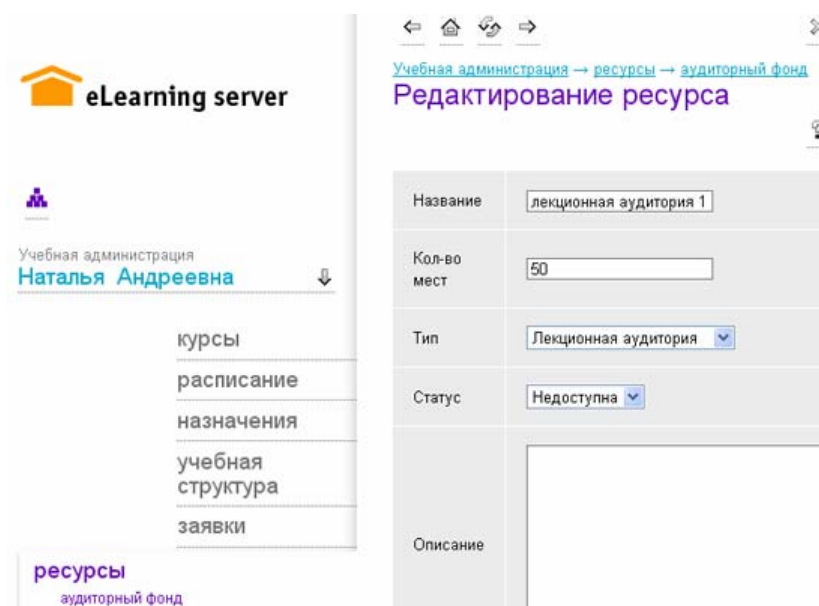 eLearning server
Учебная администрация
Наталья Андреевна
курсы
расписание
назначения
учебная
структура
заявки
ресурсы
аудиторный фонд
Учебная администрация → ресурсы → аудиторный фонд
Редактирование ресурса
Название
лекционная аудитория 1
Кол-во
мест
50
Тип
Лекционная аудитория
Статус
Недоступна
Описание